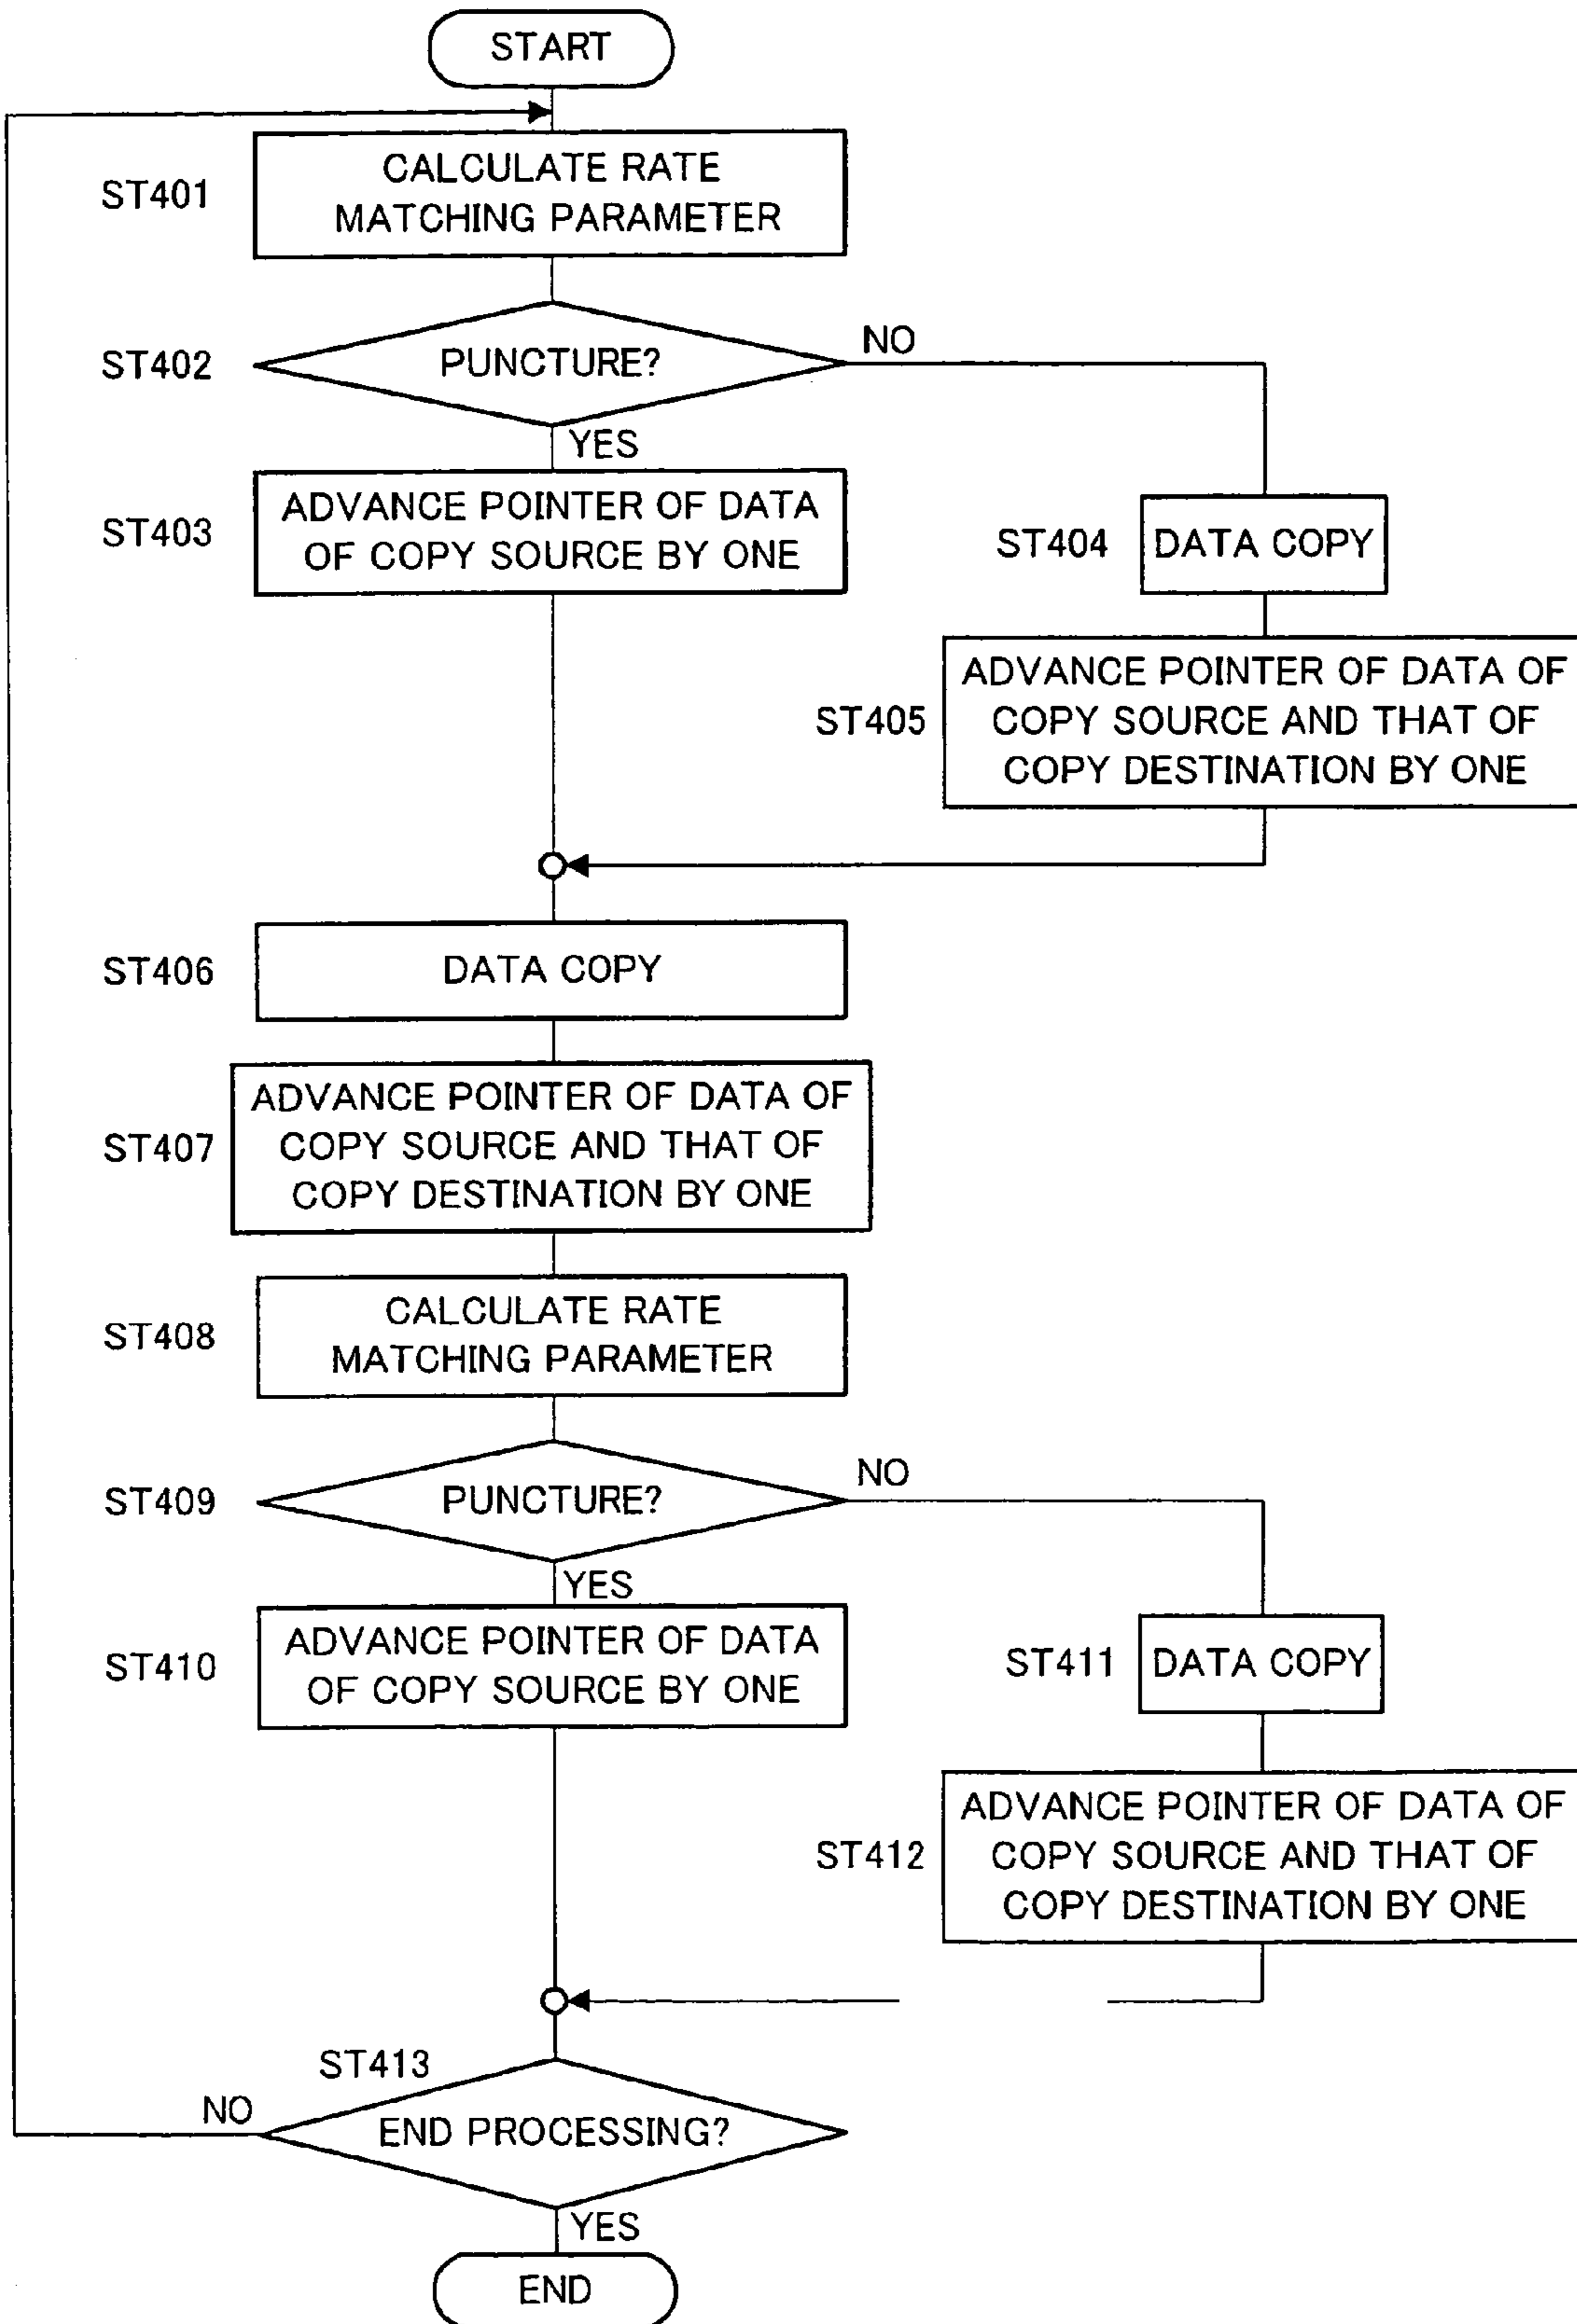 START
ST401
CALCULATE RATE
MATCHING PARAMETER
ST402
PUNCTURE?
NO
YES
ST403
ADVANCE POINTER OF DATA
OF COPY SOURCE BY ONE
ST404
DATA COPY
ST405
ADVANCE POINTER OF DATA OF
COPY SOURCE AND THAT OF
COPY DESTINATION BY ONE
ST406
DATA COPY
ST407
ADVANCE POINTER OF DATA OF
COPY SOURCE AND THAT OF
COPY DESTINATION BY ONE
ST408
CALCULATE RATE
MATCHING PARAMETER
ST409
PUNCTURE?
NO
YES
ST410
ADVANCE POINTER OF DATA
OF COPY SOURCE BY ONE
ST411
DATA COPY
ST412
ADVANCE POINTER OF DATA OF
COPY SOURCE AND THAT OF
COPY DESTINATION BY ONE
ST413
NO
END PROCESSING?
YES
END